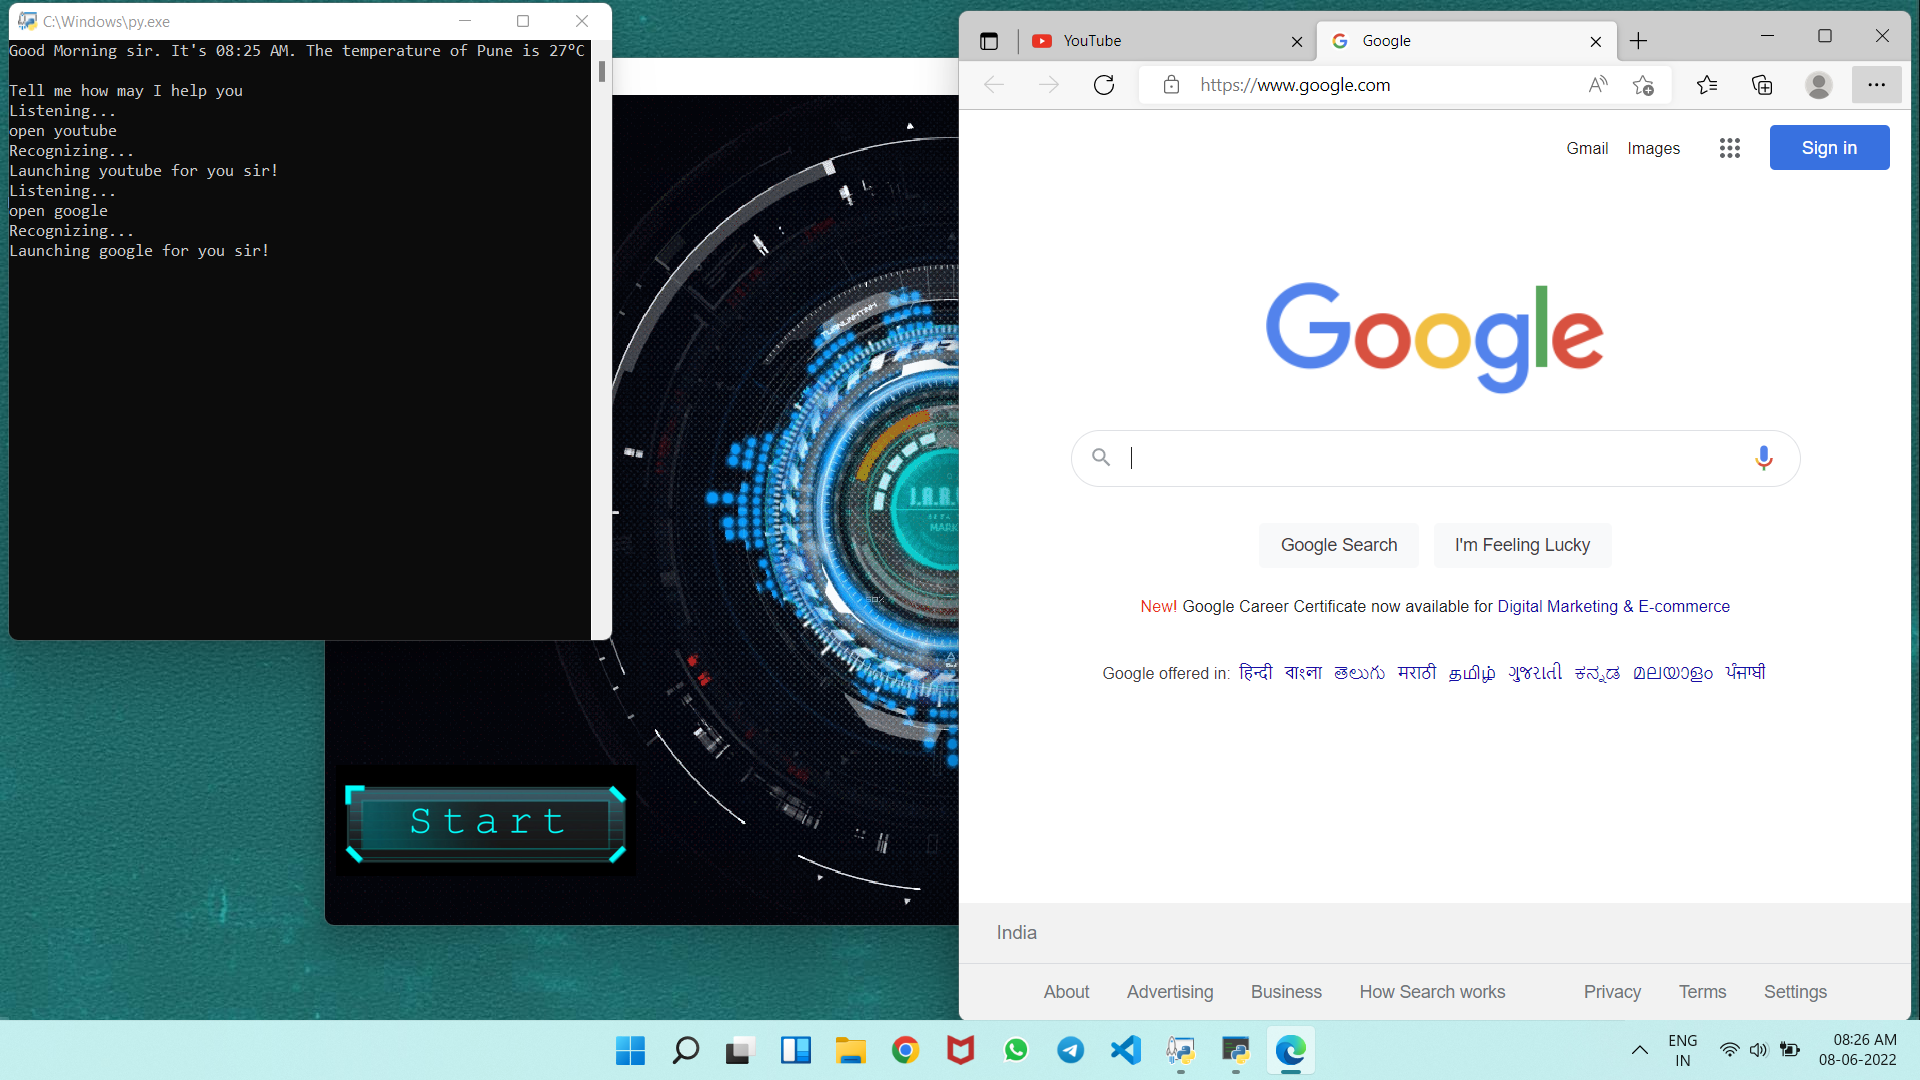 C:\Windows\py.exe
Good Morning sir. It's 08:25 AM. The temperature of Pune is 27°C
Tell me how may I help you
Listening...
open youtube
Recognizing...
Launching youtube for you sir!
Listening...
open google
Recognizing...
Launching google for you sir!
Start
YouTube
Google
https://www.google.com
Gmail Images Sign in
Google
Google Search I'm Feeling Lucky
New! Google Career Certificate now available for Digital Marketing & E-commerce
Google offered in: हिन्दी বাংলা తెలుగు मराठी தமிழ் ગુજરાતી ಕನ್ನಡ മലയാളം ਪੰਜਾਬੀ
India
About Advertising Business How Search works Privacy Terms Settings
ENG
IN
08:26 AM
08-06-2022